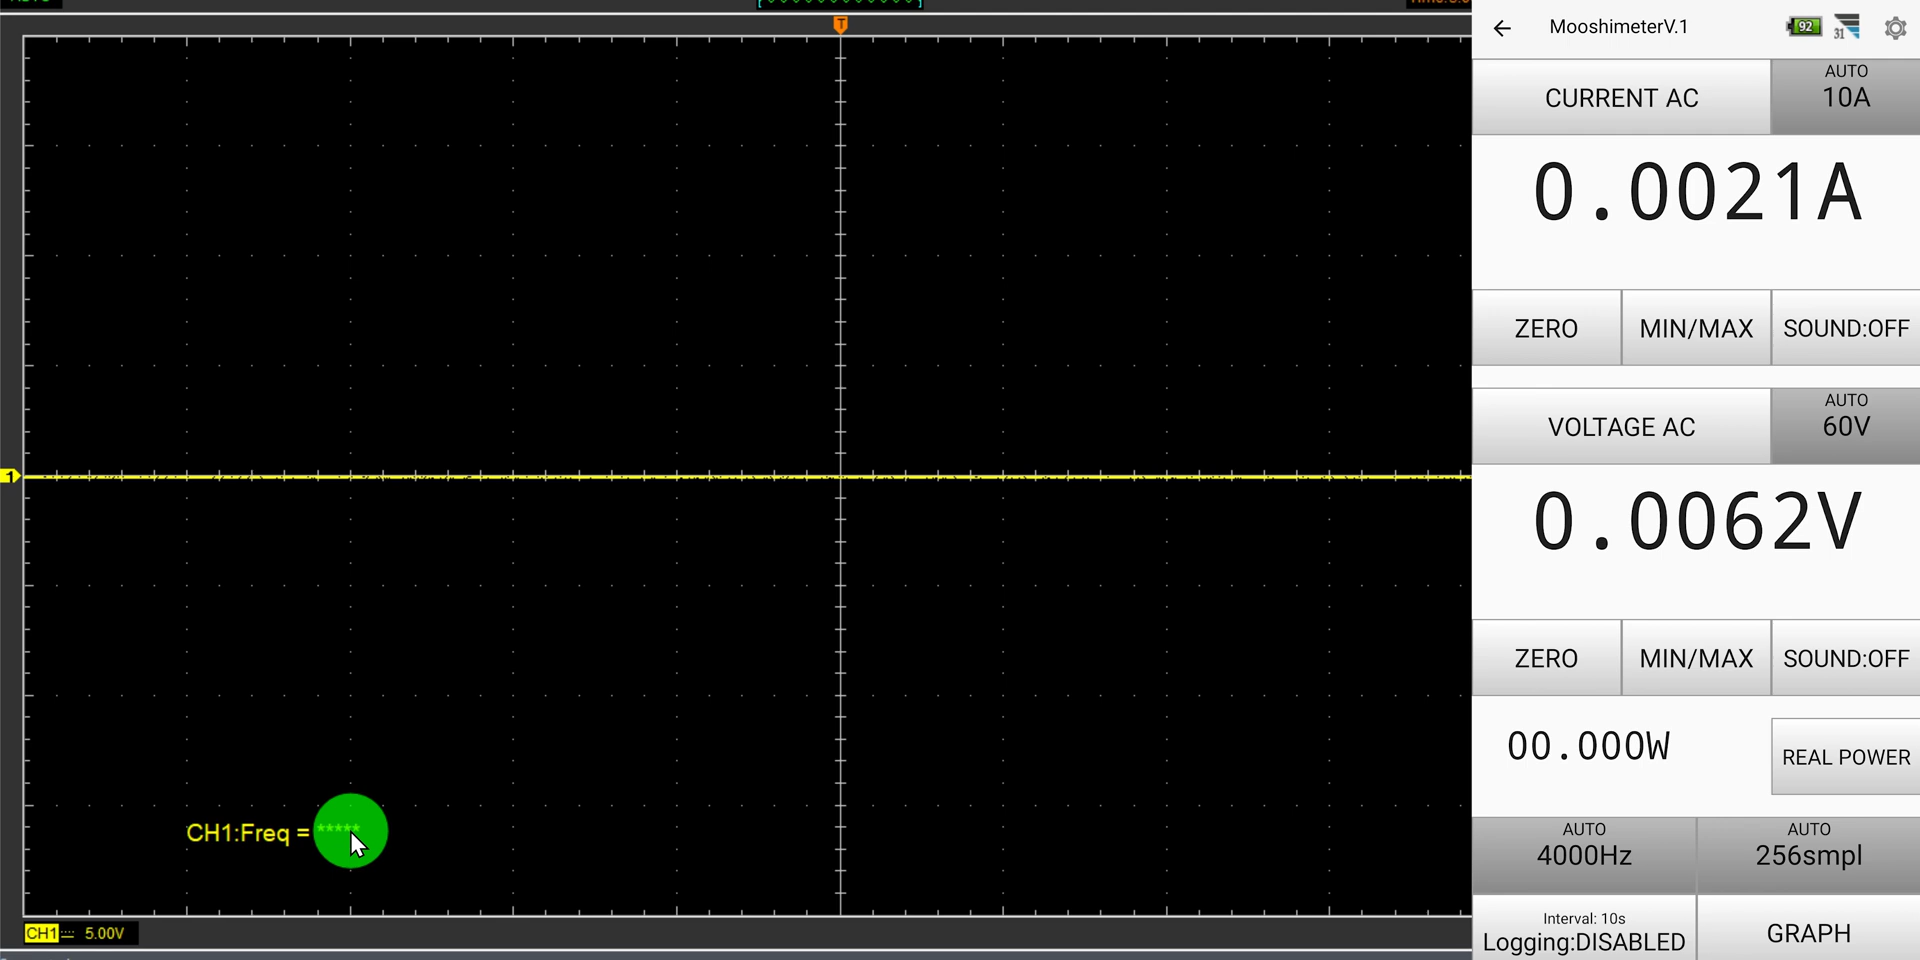 T
1
CH1:Freq = *****
CH1 5.00V
MooshimeterV.1
92
31
CURRENT AC
AUTO
10A
0.0021A
ZERO
MIN/MAX
SOUND:OFF
VOLTAGE AC
AUTO
60V
0.0062V
ZERO
MIN/MAX
SOUND:OFF
00.000W
REAL POWER
AUTO
4000Hz
AUTO
256smpl
Interval: 10s
Logging:DISABLED
GRAPH